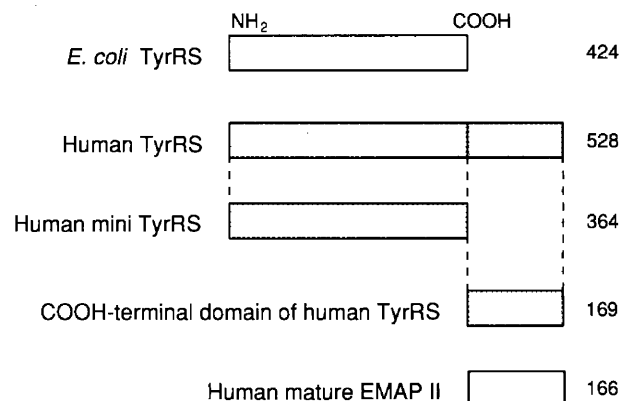 NH2 COOH
E. coli TyrRS 424
Human TyrRS 528
Human mini TyrRS 364
COOH-terminal domain of human TyrRS 169
Human mature EMAP II 166